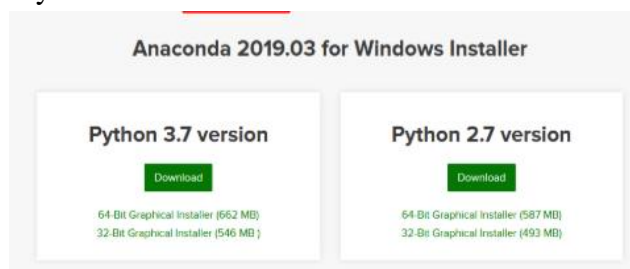 Anaconda 2019.03 for Windows Installer
Python 3.7 version
Download
64-Bit Graphical Installer (662 MB)
32-Bit Graphical Installer (546 MB )
Python 2.7 version
Download
64-Bit Graphical Installer (587 MB)
32-Bit Graphical Installer (493 MB)